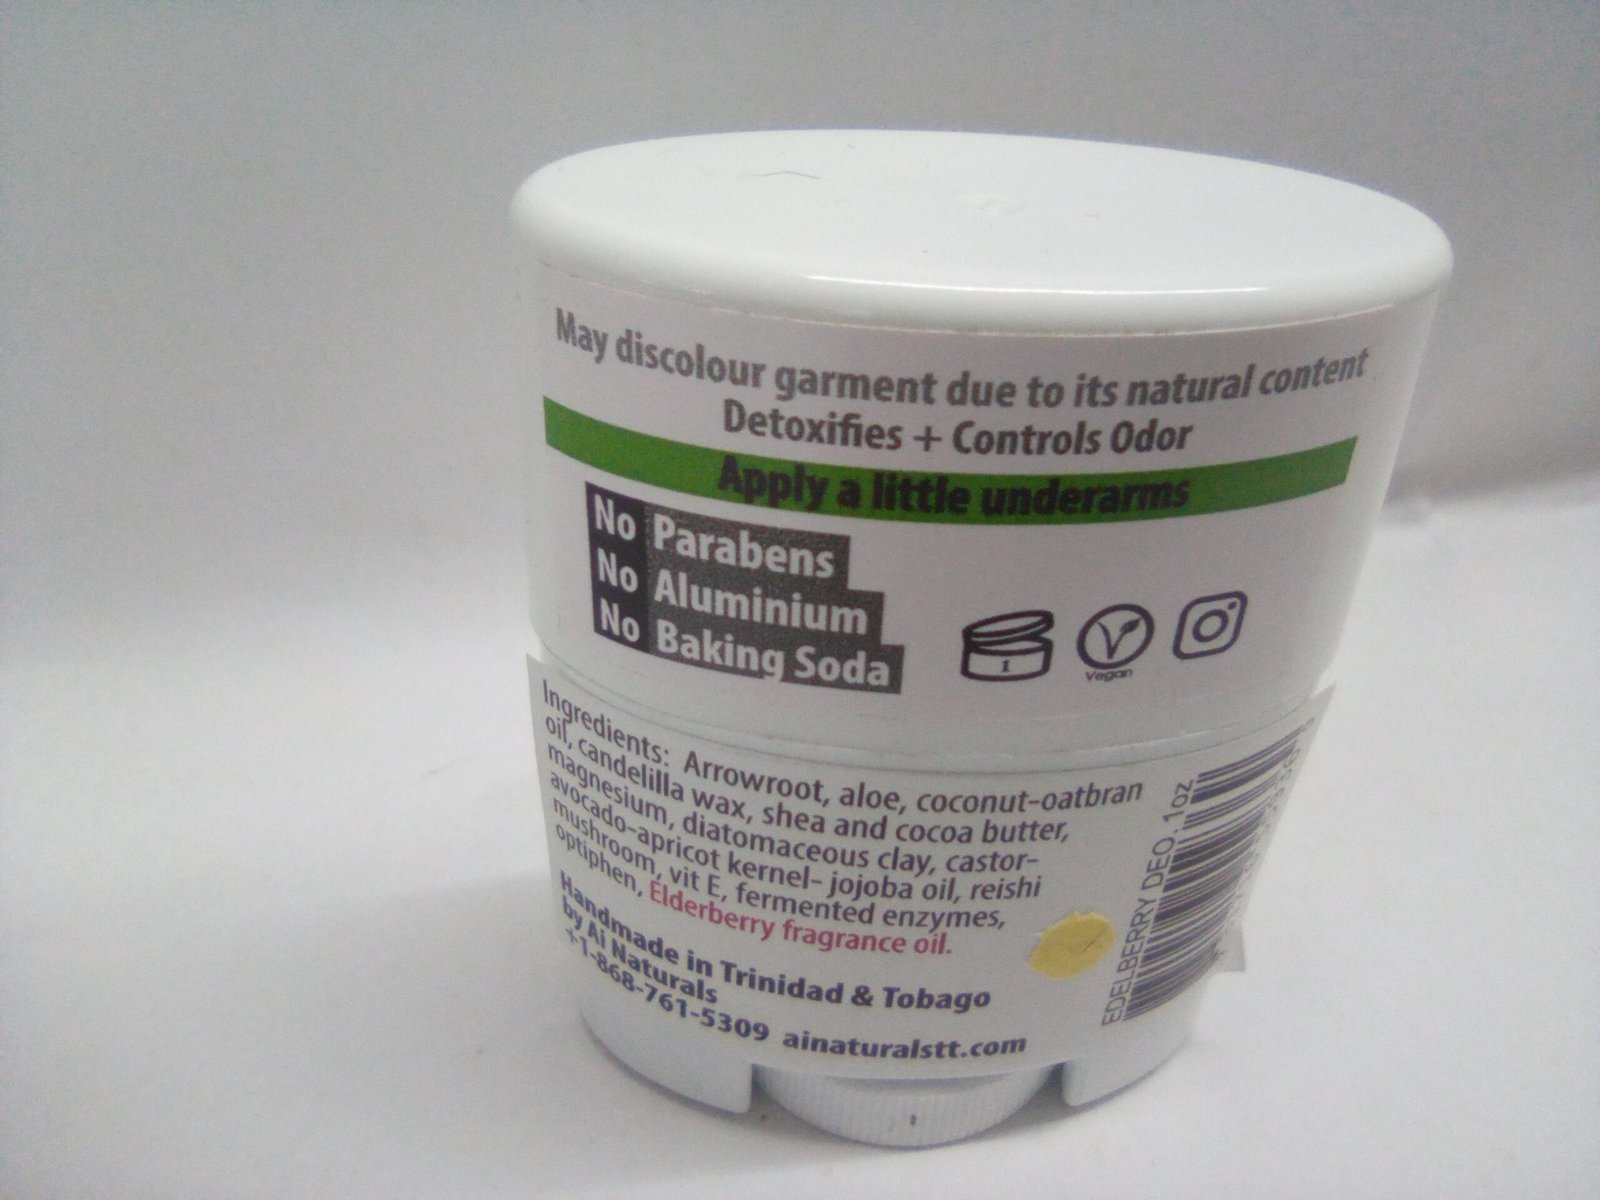 May discolour garment due to its natural content
Detoxifies + Controls Odor
Apply a little underarms
No Parabens
No Aluminium
No Baking Soda
1
Vegan
Ingredients: Arrowroot, aloe, coconut-oatbran
oil, candelilla wax, shea and cocoa butter,
magnesium, diatomaceous clay, castor-
avocado-apricot kernel- jojoba oil, reishi
mushroom, vit E, fermented enzymes,
optiphen, Elderberry fragrance oil.
Handmade in Trinidad & Tobago
by Ai Naturals
+1-868-761-5309 ainaturalstt.com
EDELBERRY DEO. 1oz